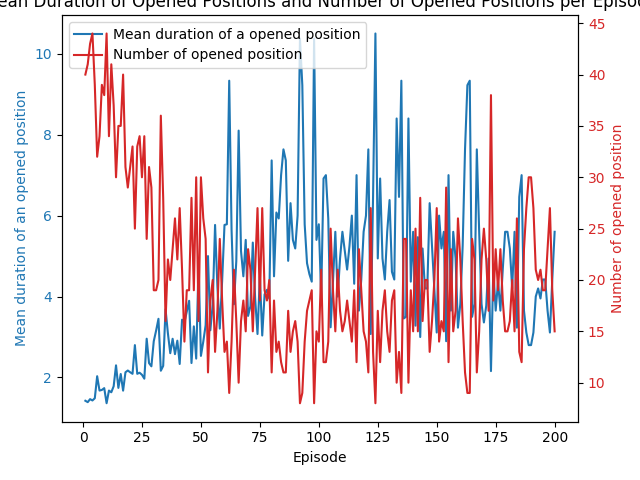 ean Duration of Opened Positions and Number of Opened Positions per Episod
Mean duration of a opened position
Number of opened position
Mean duration of an opened position
10
8
6
4
2
45
40
35
30
25
20
15
10
Number of opened position
0 25 50 75 100 125 150 175 200
Episode